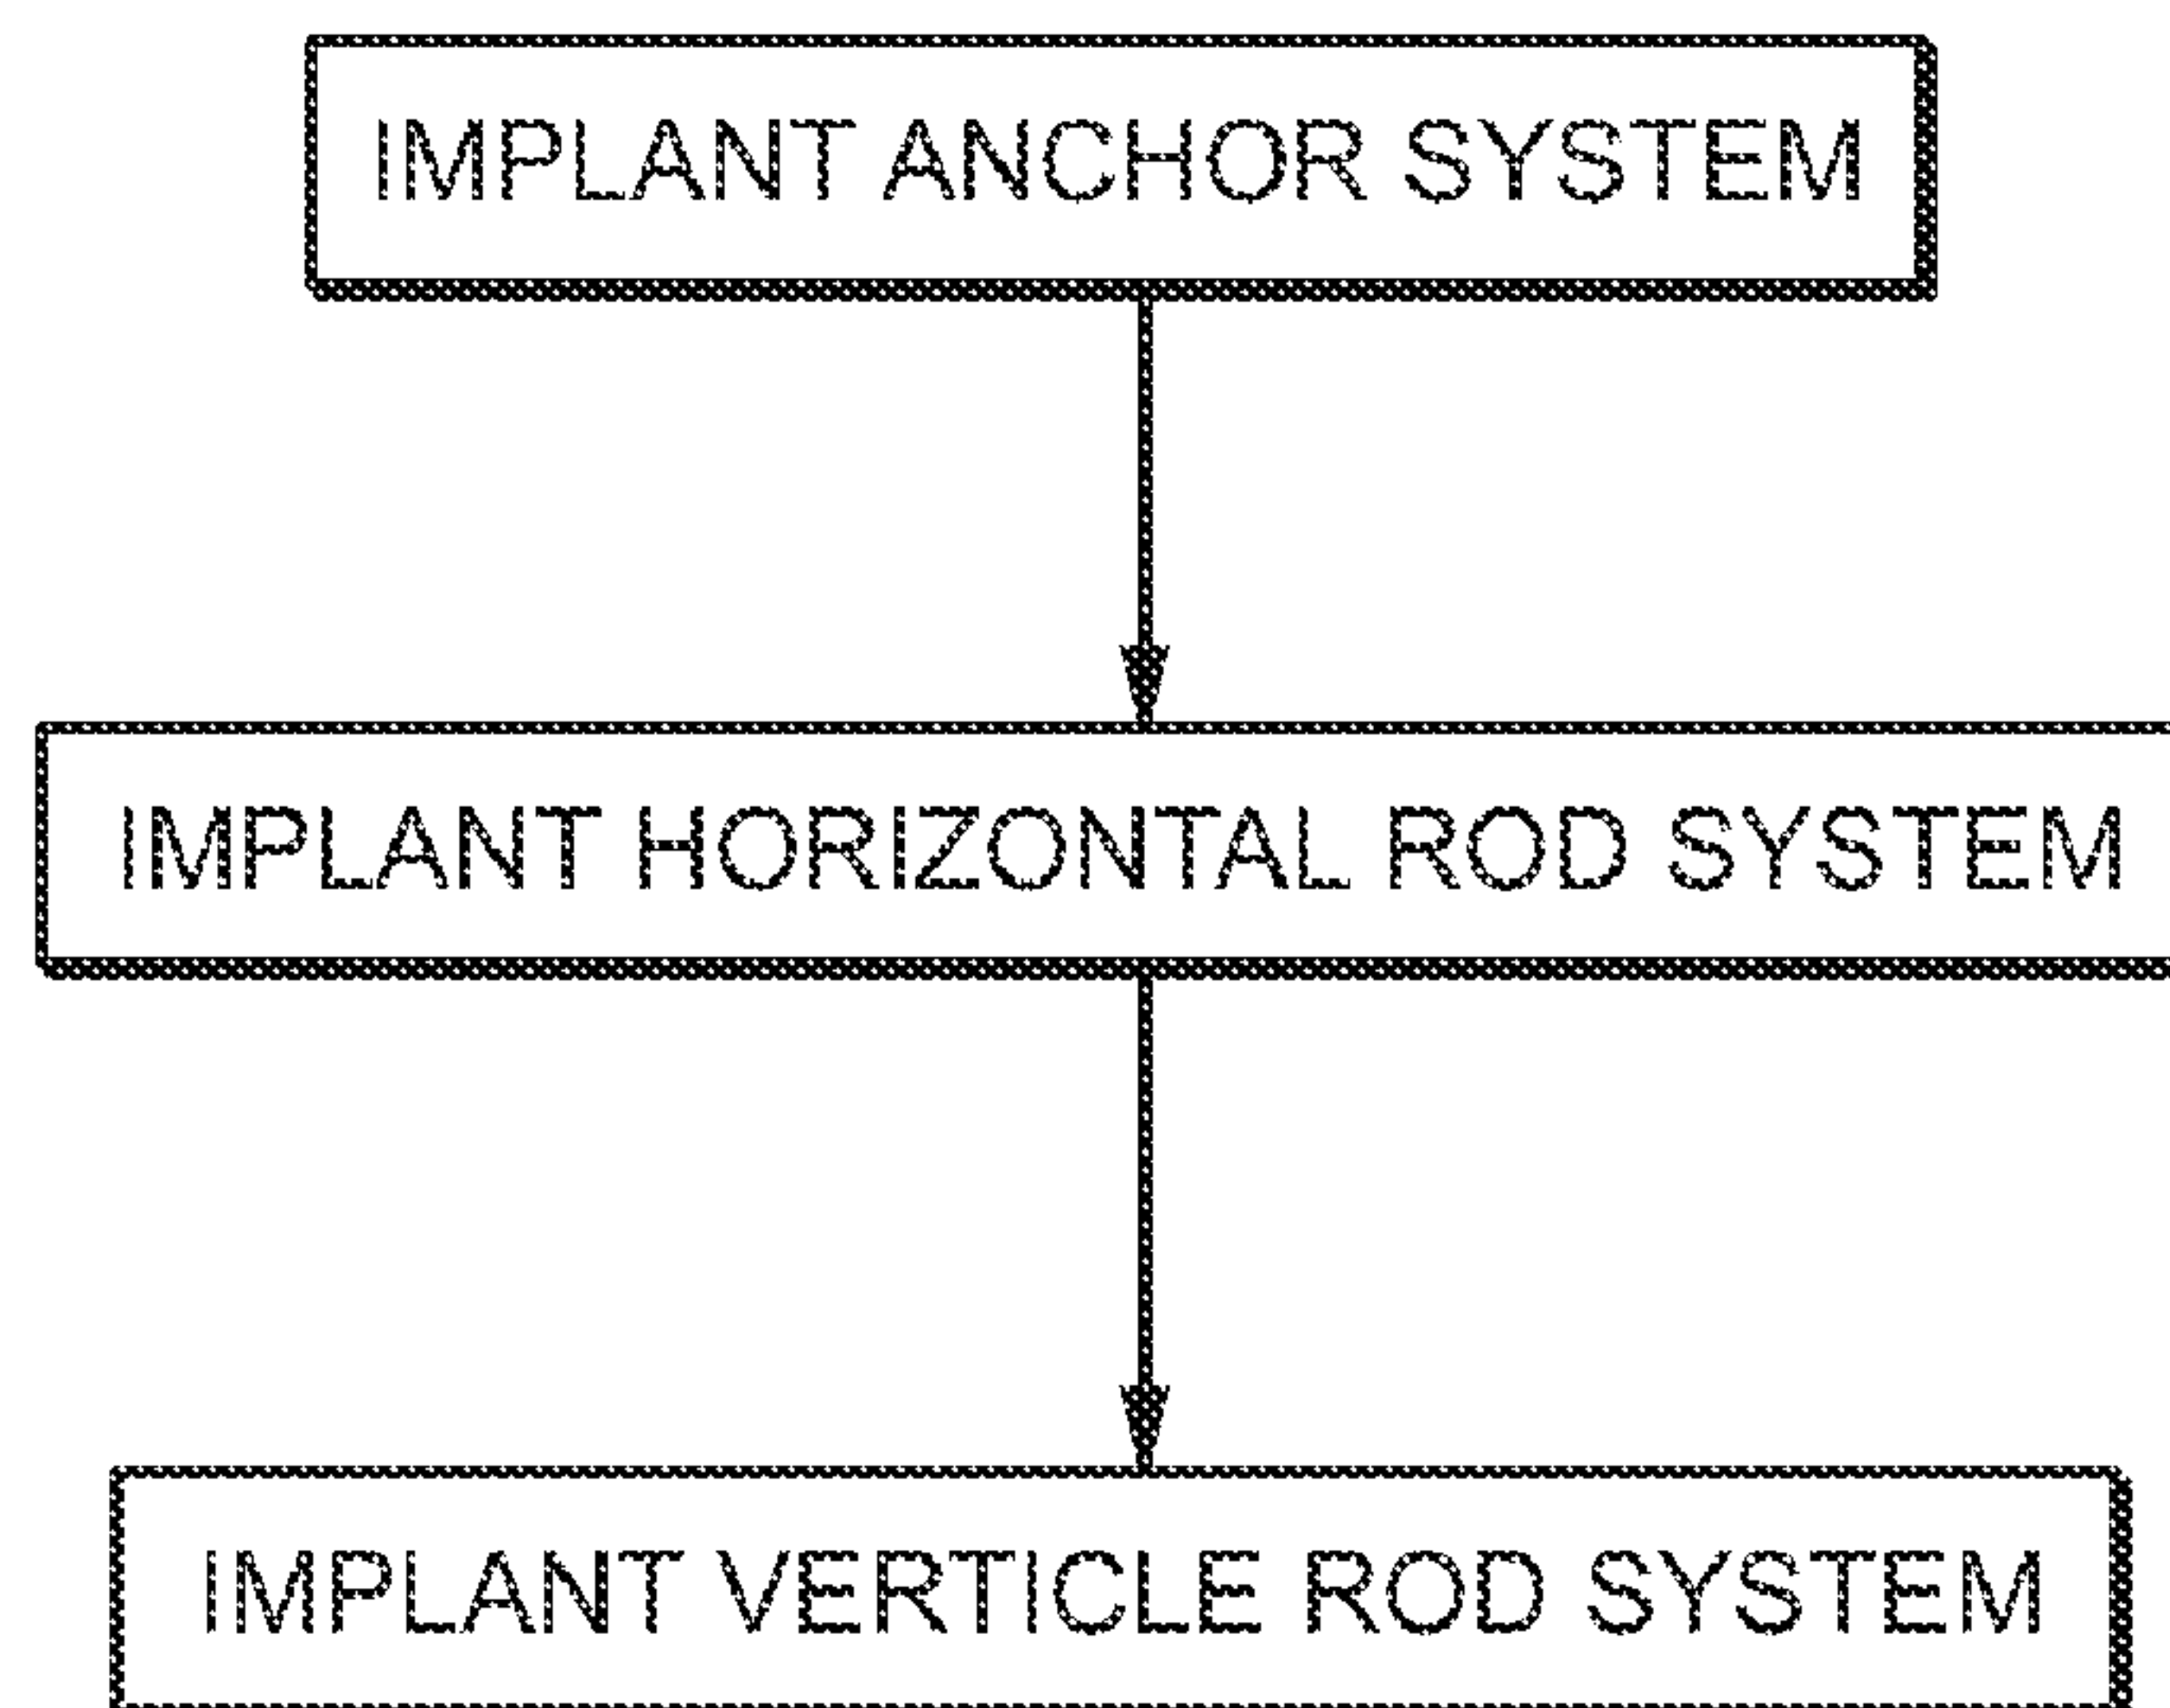 IMPLANT ANCHOR SYSTEM
IMPLANT HORIZONTAL ROD SYSTEM
IMPLANT VERTICLE ROD SYSTEM